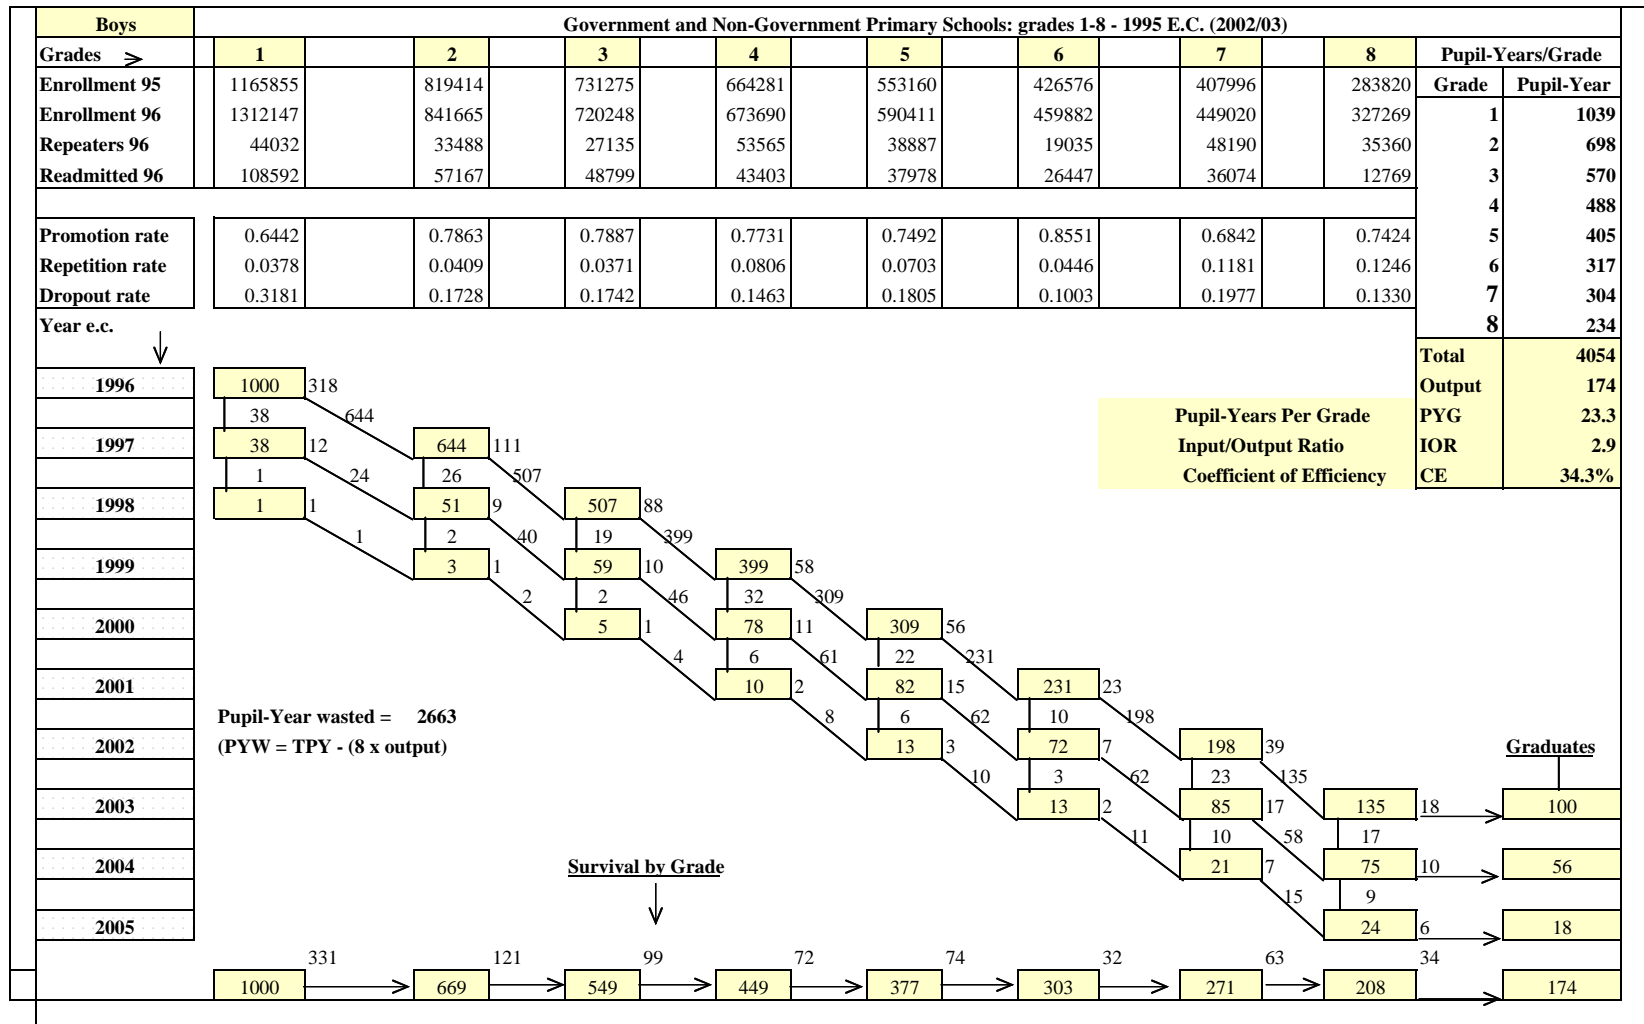 Boys Government and Non-Government Primary Schools: grades 1-8 - 1995 E.C. (2002/03)
Grades 1 2 3 4 5 6 7 8 Pupil-Years/Grade
Enrollment 95 1165855 819414 731275 664281 553160 426576 407996 283820 Grade Pupil-Year
Enrollment 96 1312147 841665 720248 673690 590411 459882 449020 327269 1 1039
Repeaters 96 44032 33488 27135 53565 38887 19035 48190 35360 2 698
Readmitted 96 108592 57167 48799 43403 37978 26447 36074 12769 3 570
4 488
Promotion rate 0.6442 0.7863 0.7887 0.7731 0.7492 0.8551 0.6842 0.7424 5 405
Repetition rate 0.0378 0.0409 0.0371 0.0806 0.0703 0.0446 0.1181 0.1246 6 317
Dropout rate 0.3181 0.1728 0.1742 0.1463 0.1805 0.1003 0.1977 0.1330 7 304
Year e.c. 8 234
Total 4054
1996 1000 318 Output 174
38 644 Pupil-Years Per Grade PYG 23.3
1997 38 12 644 111 Input/Output Ratio IOR 2.9
1 24 26 507 Coefficient of Efficiency CE 34.3%
1998 1 1 51 9 507 88
1 2 40 19 399
1999 3 1 59 10 399 58
2 2 46 32 309
2000 5 1 78 11 309 56
4 6 61 22 231
2001 10 2 82 15 231 23
Pupil-Year wasted = 2663 8 6 62 10 198
2002 (PYW = TPY - (8 x output) 13 3 72 7 198 39 Graduates
10 3 62 23 135
2003 13 2 85 17 135 18 100
11 10 58 17
2004 Survival by Grade 21 7 75 10 56
15 9
2005 24 6 18
331 121 99 72 74 32 63 34
1000 669 549 449 377 303 271 208 174